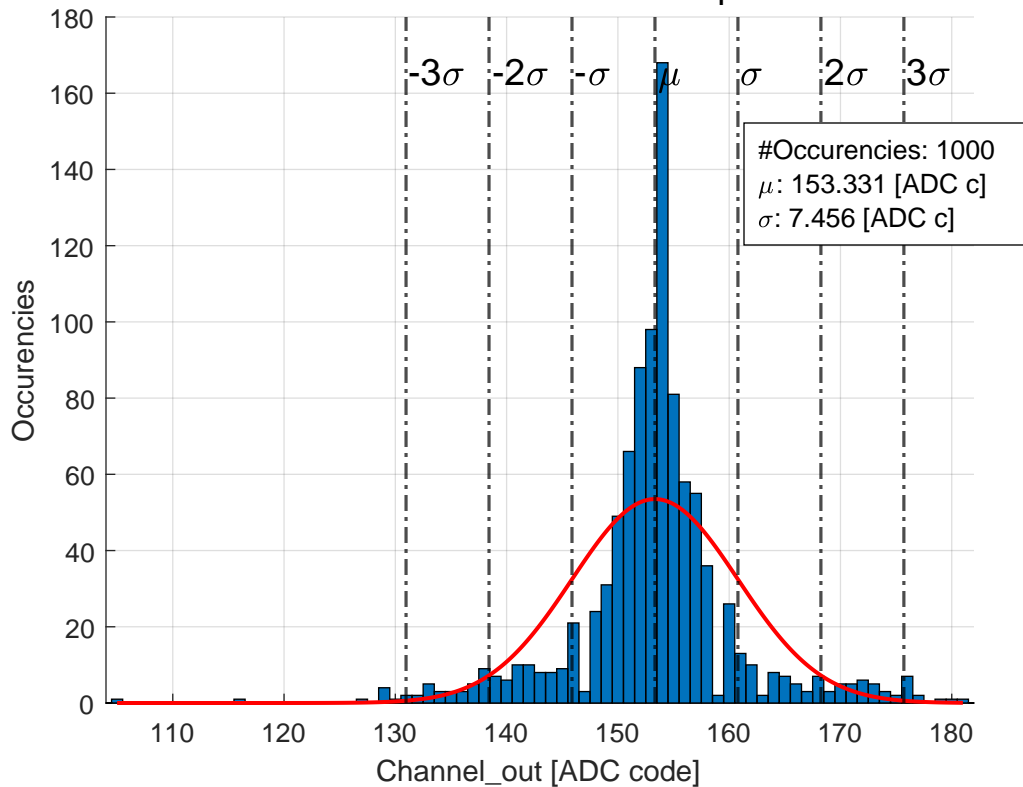 180
160
140
120
100
80
60
40
20
0
-3σ
-2σ
-σ
μ
σ
2σ
3σ
#Occurencies: 1000
μ: 153.331 [ADC c]
σ: 7.456 [ADC c]
Occurencies
110
120
130
140
150
160
170
180
Channel_out [ADC code]